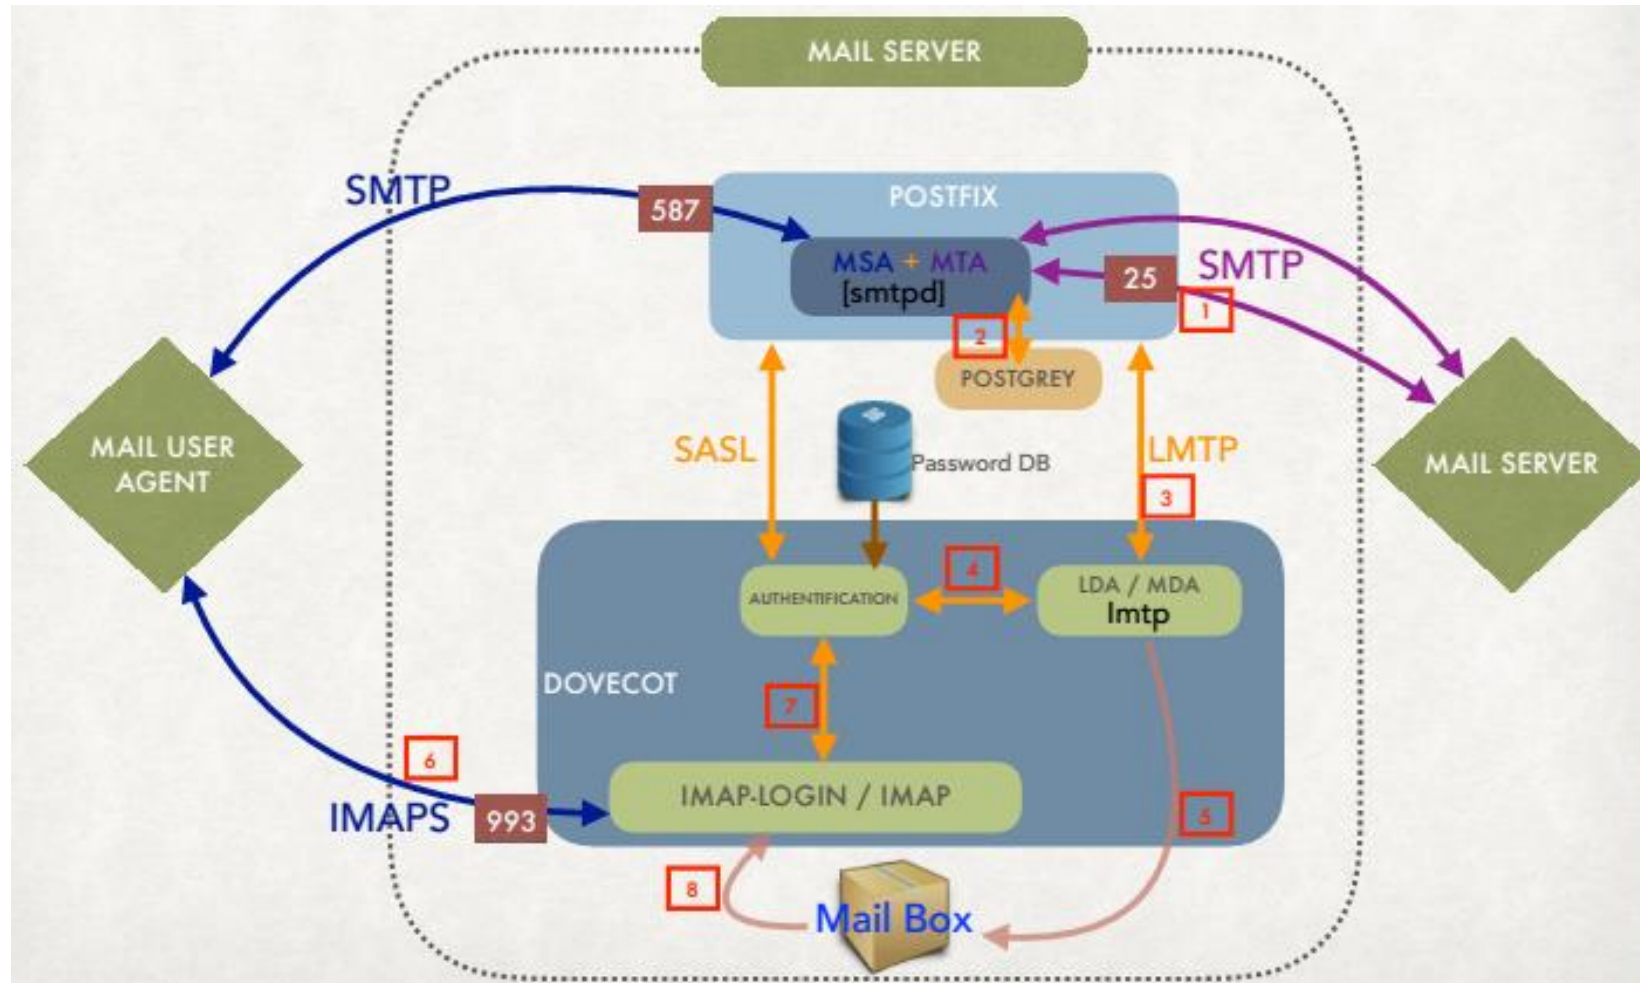 MAIL SERVER
SMTP
587
POSTFIX
MSA + MTA
[smtpd]
25
SMTP
1
2
POSTGREY
MAIL USER
AGENT
SASL
Password DB
LMTP
3
MAIL SERVER
AUTHENTIFICATION
4
LDA / MDA
lmtp
DOVECOT
7
6
IMAPS
993
IMAP-LOGIN / IMAP
5
8
Mail Box